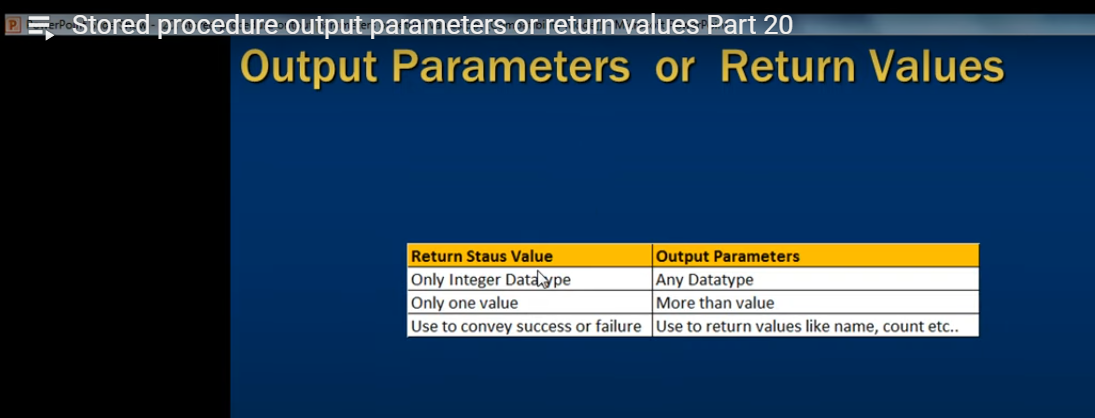 Stored procedure output parameters or return values Part 20
Output Parameters or Return Values
Return Staus Value Output Parameters
Only Integer Datatype Any Datatype
Only one value More than value
Use to convey success or failure Use to return values like name, count etc..